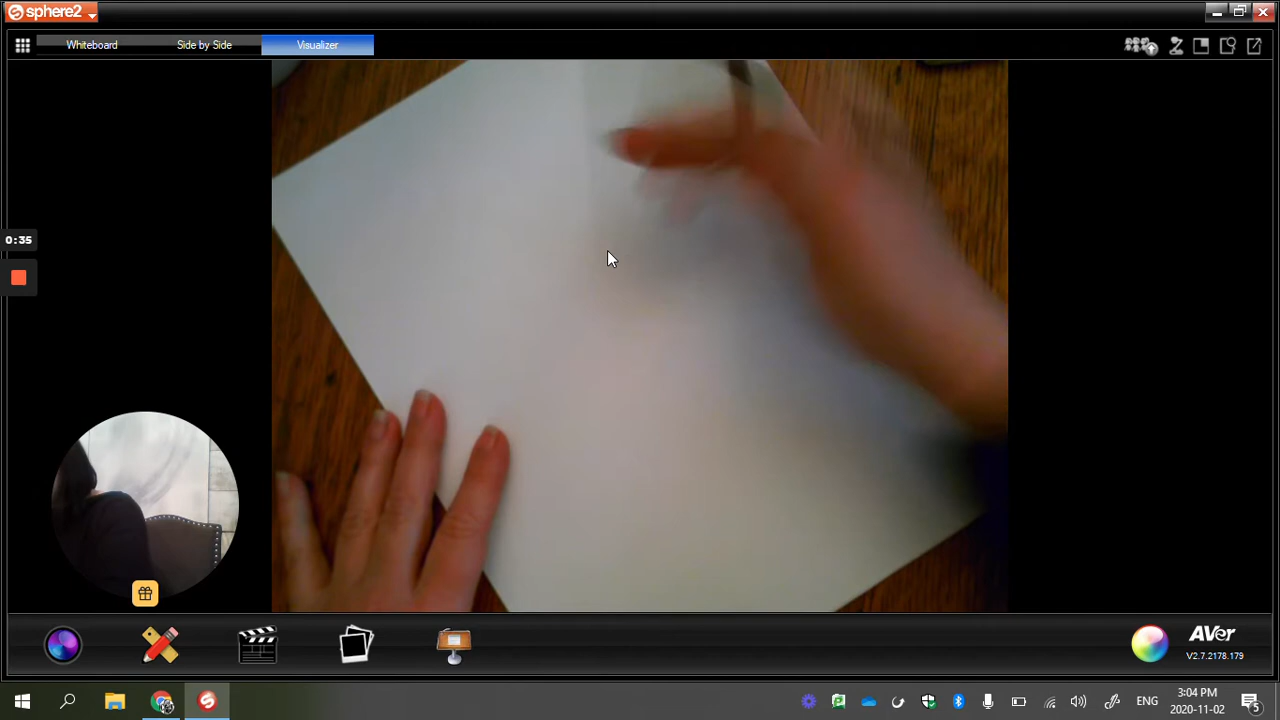 sphere2
Whiteboard
Side by Side
Visualizer
0:35
AVer
V2.7.2178.179
ENG
3:04 PM
2020-11-02
5